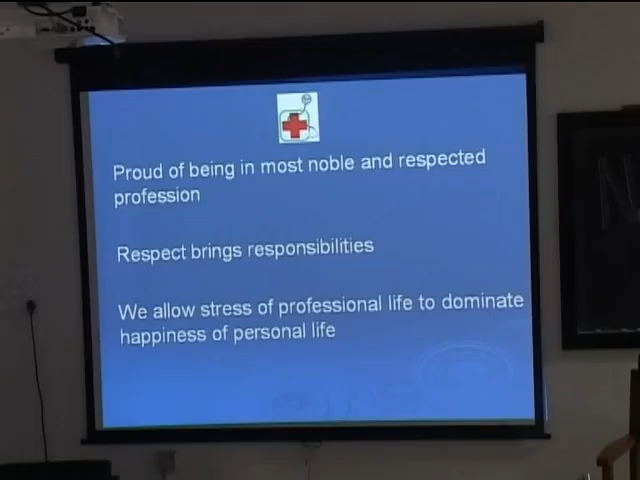 Proud of being in most noble and respected
profession
Respect brings responsibilities
We allow stress of professional life to dominate
happiness of personal life